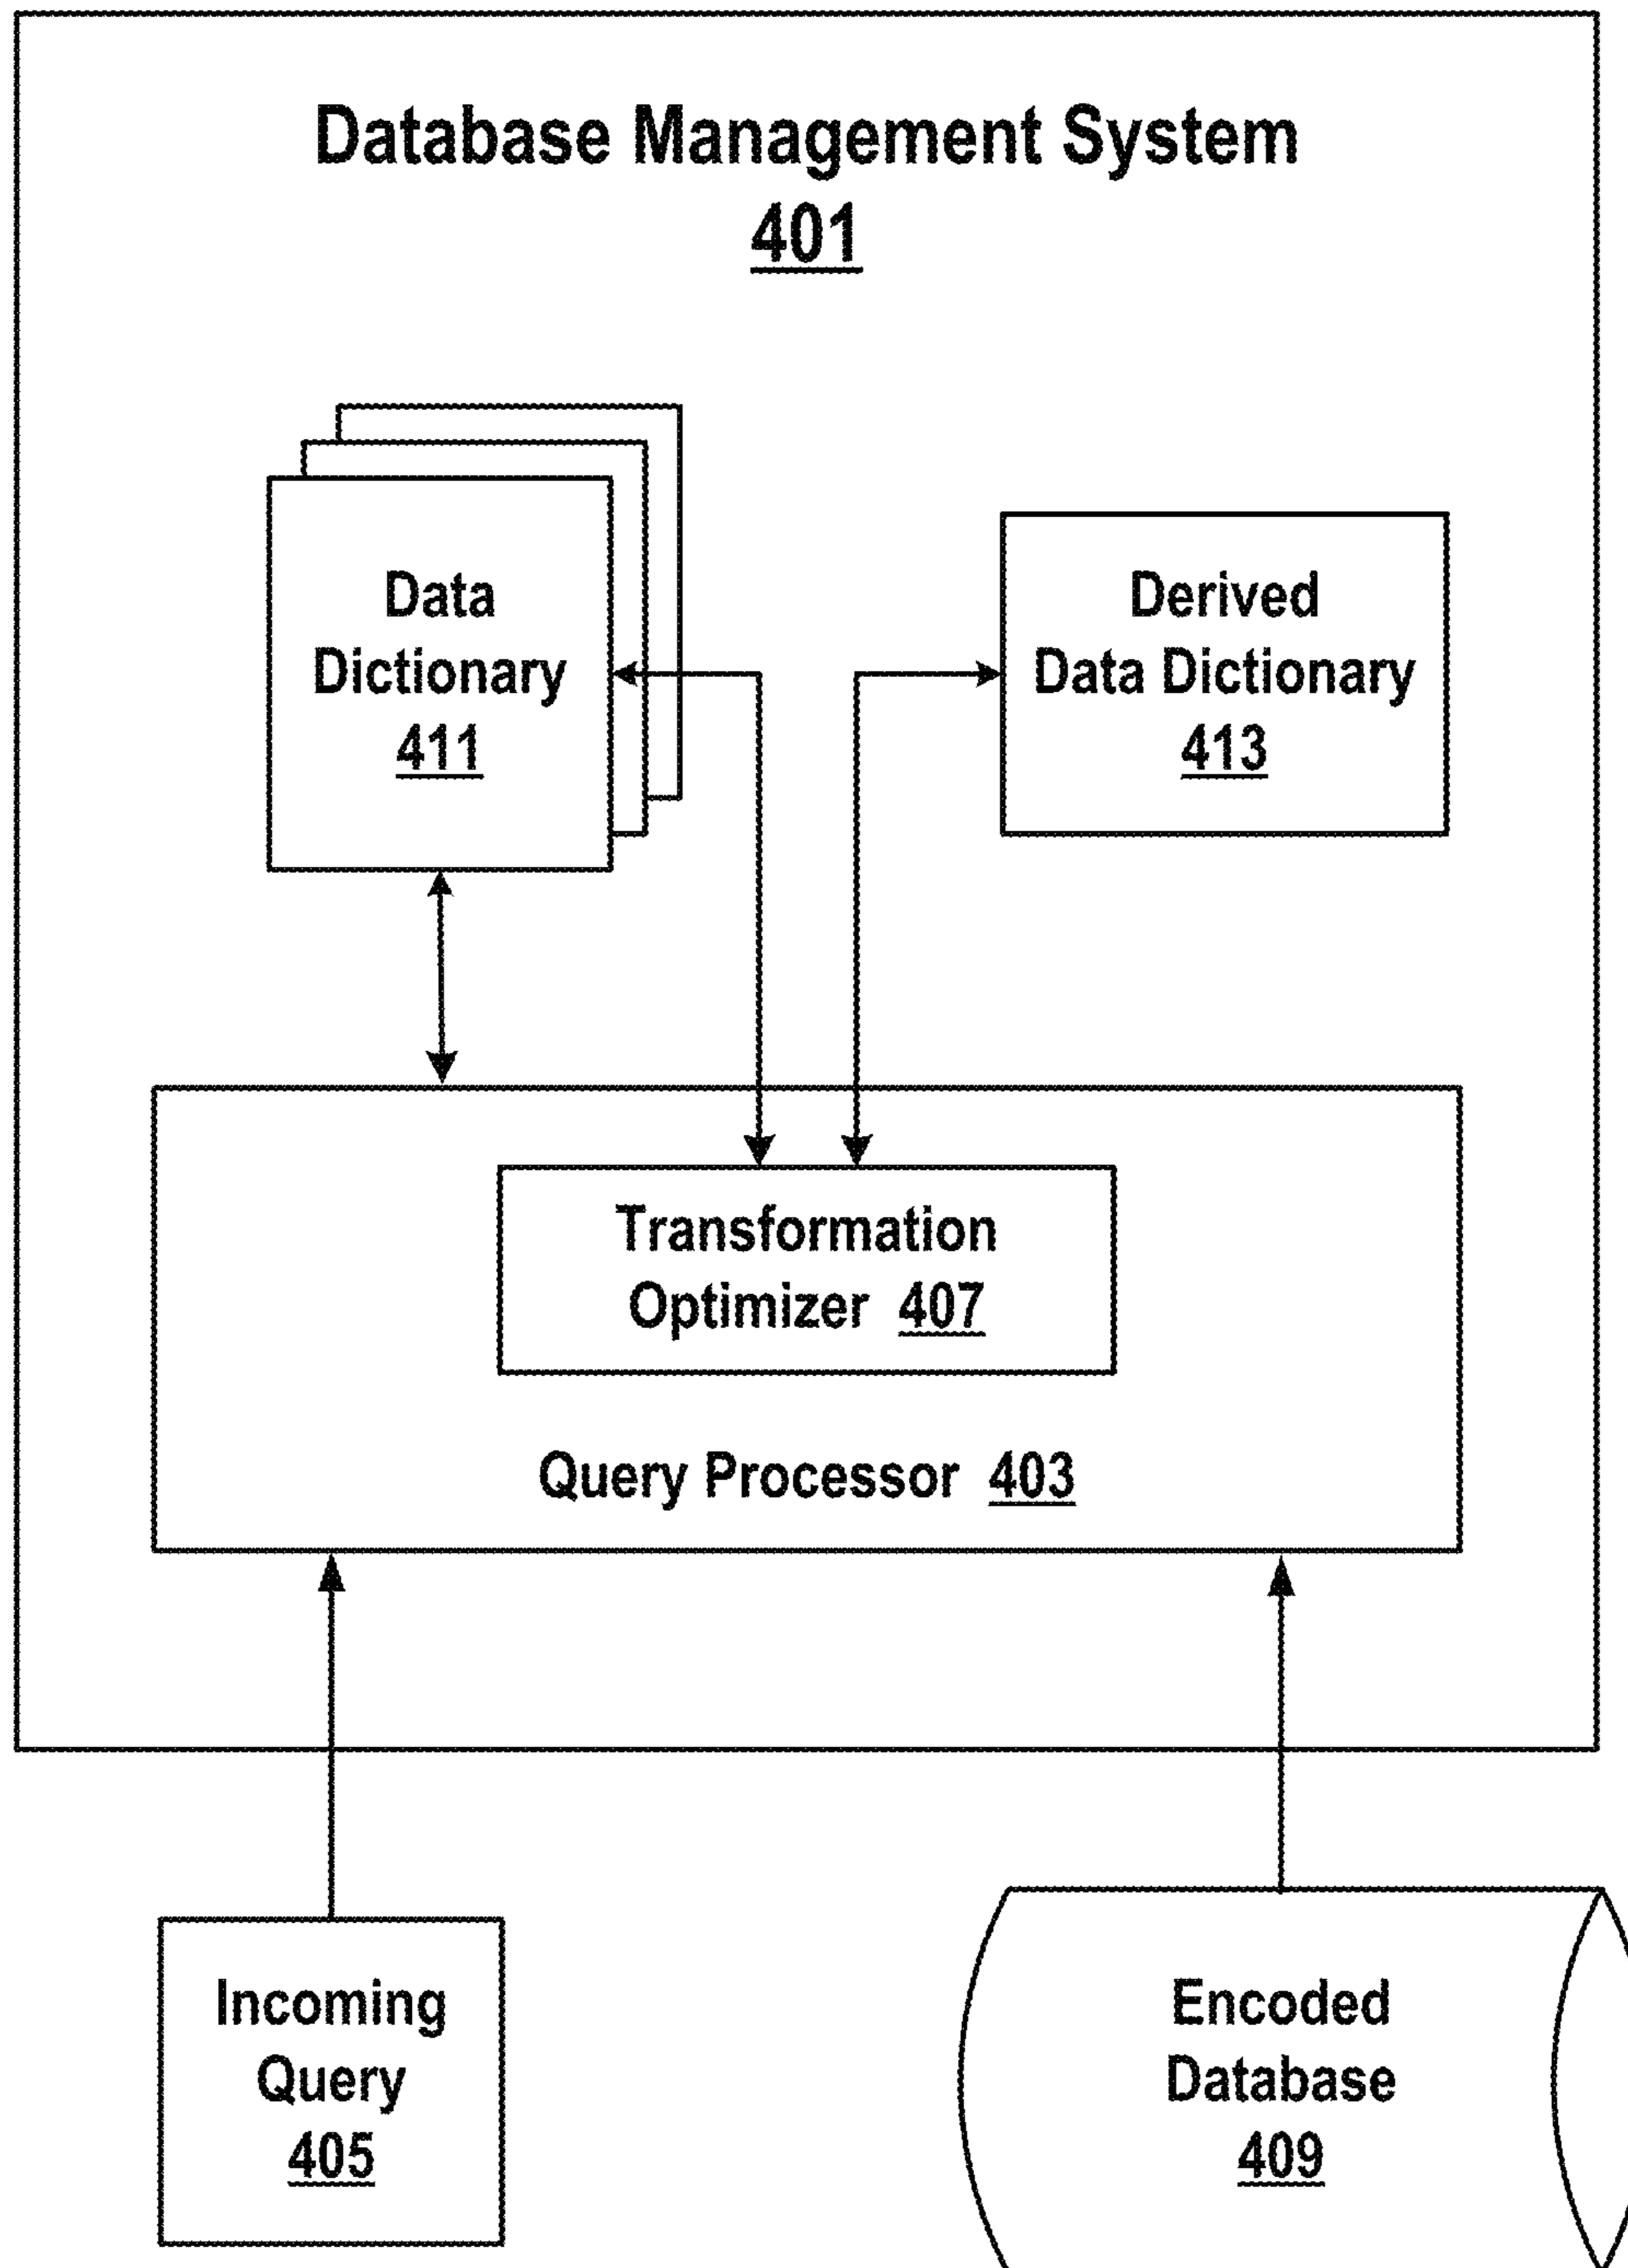 Database Management System
401
Data
Dictionary
411
Derived
Data Dictionary
413
Transformation
Optimizer 407
Query Processor 403
Incoming
Query
405
Encoded
Database
409